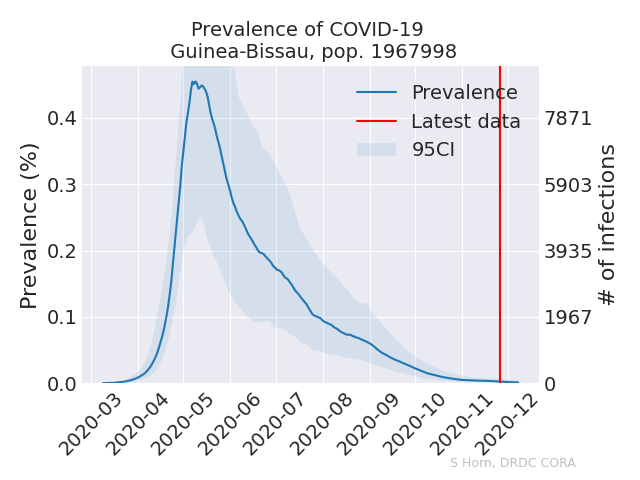 Prevalence of COVID-19
Guinea-Bissau, pop. 1967998
Prevalence (%)
0.4
0.3
0.2
0.1
0.0
Prevalence
Latest data
95CI
7871
5903
3935
1967
0
# of infections
2020-03
2020-04
2020-05
2020-06
2020-07
2020-08
2020-09
2020-10
2020-11
2020-12
S Horn, DRDC CORA